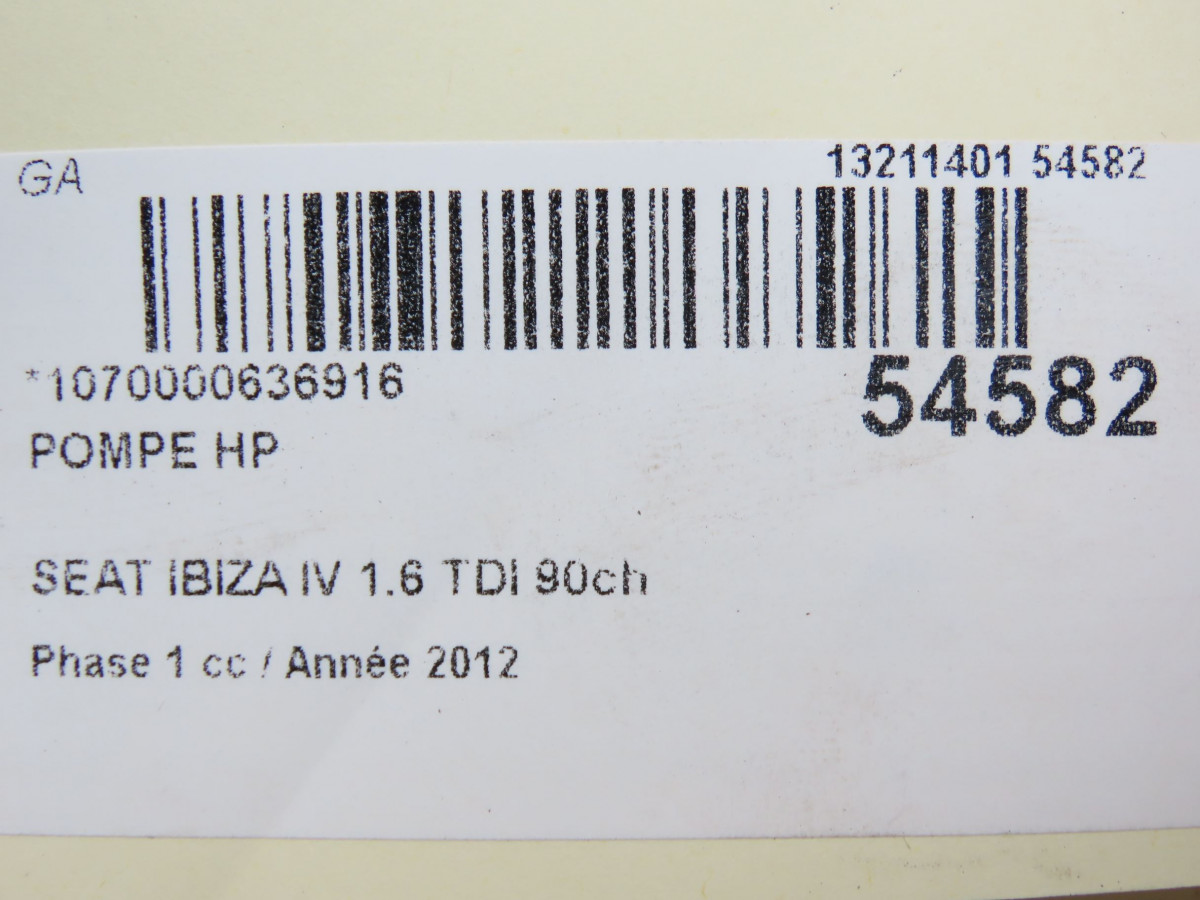 GA
13211401 54582
*1070000636916
54582
POMPE HP
SEAT IBIZA IV 1.6 TDI 90ch
Phase 1 cc / Année 2012